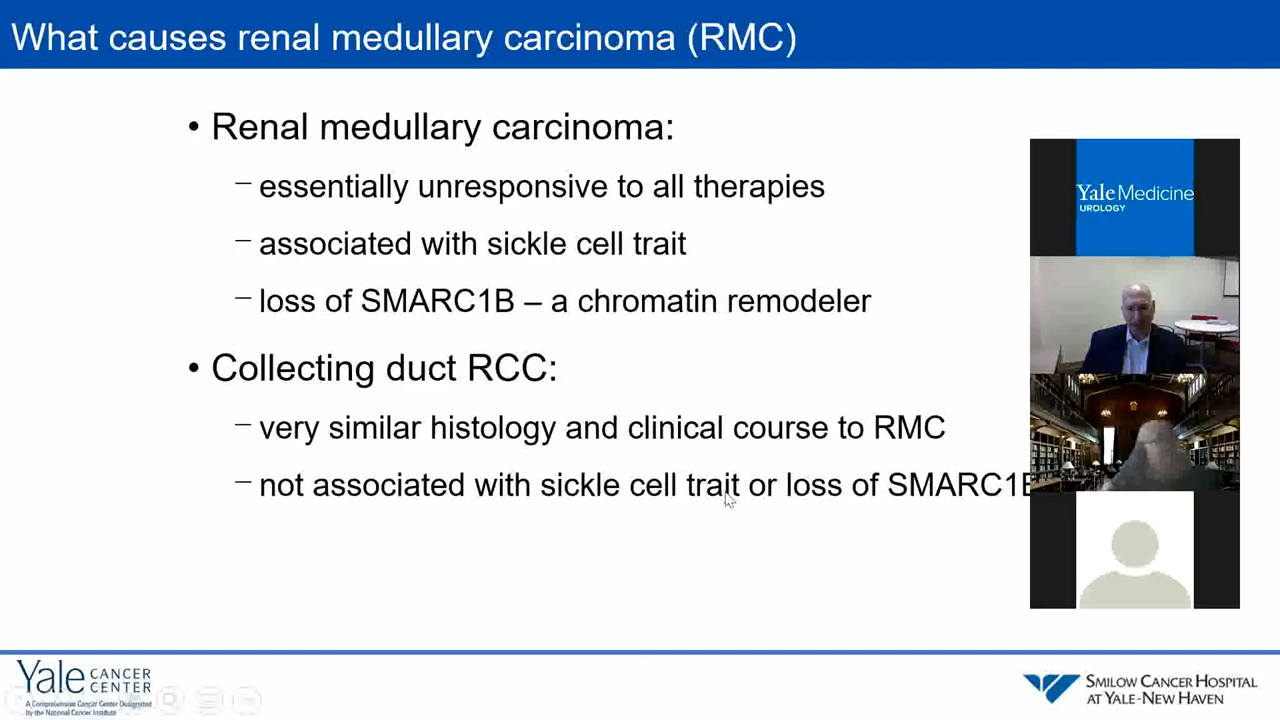 What causes renal medullary carcinoma (RMC)
• Renal medullary carcinoma:
– essentially unresponsive to all therapies
– associated with sickle cell trait
– loss of SMARC1B – a chromatin remodeler
• Collecting duct RCC:
– very similar histology and clinical course to RMC
– not associated with sickle cell trait or loss of SMARC1B
Yale Medicine
UROLOGY
Yale CANCER
CENTER
A Comprehensive Cancer Center Designated
by the National Cancer Institute
SMILOW CANCER HOSPITAL
AT YALE-NEW HAVEN